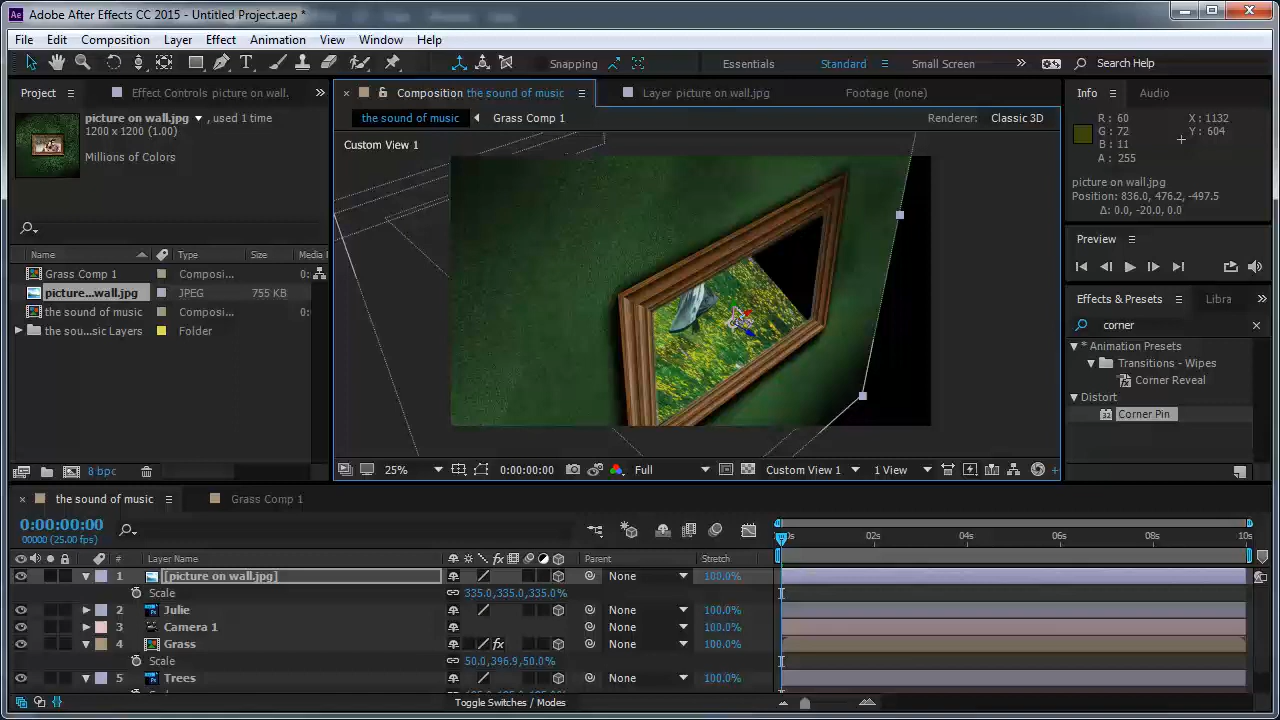 Adobe After Effects CC 2015 - Untitled Project.aep *
File Edit Composition Layer Effect Animation View Window Help
Snapping Essentials Standard Small Screen Search Help
Project Effect Controls picture on wall.
Composition the sound of music Layer picture on wall.jpg Footage (none)
Info Audio
picture on wall.jpg , used 1 time
1200 x 1200 (1.00)
Millions of Colors
the sound of music Grass Comp 1 Renderer: Classic 3D
Custom View 1
R : 60
G : 72
B : 11
A : 255
X : 1132
Y : 604
picture on wall.jpg
Position: 836.0, 476.2, -497.5
Δ: 0.0, -20.0, 0.0
Preview
Effects & Presets Libra
corner
* Animation Presets
Transitions - Wipes
Corner Reveal
Distort
Corner Pin
Name Type Size Media
Grass Comp 1 Composi... 0:
picture...wall.jpg JPEG 755 KB
the sound of music Composi... 0:
the sou...sic Layers Folder
8 bpc
25% 0:00:00:00 Full Custom View 1 1 View
the sound of music Grass Comp 1
0:00:00:00
00000 (25.00 fps)
02s 04s 06s 08s 10s
# Layer Name fx Parent Stretch
1 [picture on wall.jpg] None 100.0%
Scale 335.0,335.0,335.0%
2 Julie None 100.0%
3 Camera 1 None 100.0%
4 Grass fx None 100.0%
Scale 50.0,396.9,50.0%
5 Trees None 100.0%
Toggle Switches / Modes